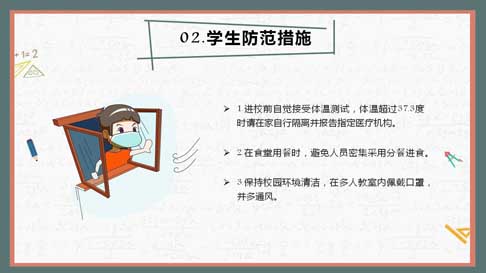 02.学生防范措施
+1=2
1.进校前自觉接受体温测试，体温超过37.3度
时请在家自行隔离并报告指定医疗机构。
2.在食堂用餐时，避免人员密集采用分餐进食。
3.保持校园环境清洁，在多人教室内佩戴口罩，
并多通风。